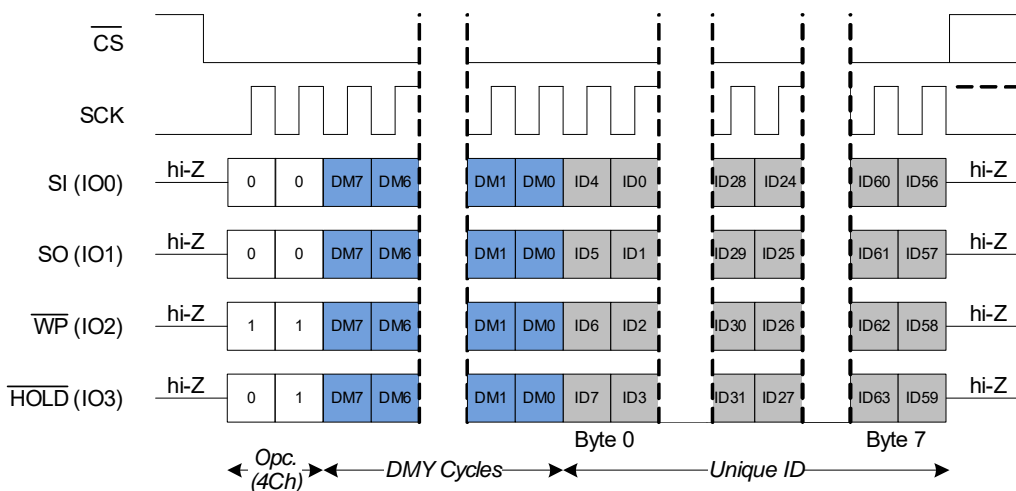 CS
SCK
SI (IO0) hi-Z 0 0 DM7 DM6 DM1 DM0 ID4 ID0 ID28 ID24 ID60 ID56 hi-Z
SO (IO1) hi-Z 0 0 DM7 DM6 DM1 DM0 ID5 ID1 ID29 ID25 ID61 ID57 hi-Z
WP (IO2) hi-Z 1 1 DM7 DM6 DM1 DM0 ID6 ID2 ID30 ID26 ID62 ID58 hi-Z
HOLD (IO3) hi-Z 0 1 DM7 DM6 DM1 DM0 ID7 ID3 ID31 ID27 ID63 ID59 hi-Z
Byte 0 Byte 7
Opc.
(4Ch) DMY Cycles Unique ID